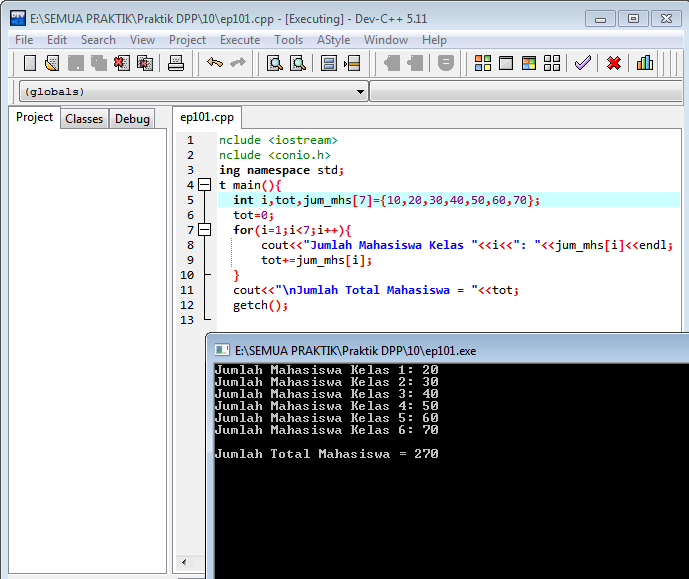 E:\SEMUA PRAKTIK\Praktik DPP\10\ep101.cpp - [Executing] - Dev-C++ 5.11
File Edit Search View Project Execute Tools AStyle Window Help
(globals)
Project Classes Debug
ep101.cpp
1 nclude <iostream>
2 nclude <conio.h>
3 ing namespace std;
4 t main(){
5 int i,tot,jum_mhs[7]={10,20,30,40,50,60,70};
6 tot=0;
7 for(i=1;i<7;i++){
8 cout<<"Jumlah Mahasiswa Kelas "<<i<<": "<<jum_mhs[i]<<endl;
9 tot+=jum_mhs[i];
10 }
11 cout<<"\nJumlah Total Mahasiswa = "<<tot;
12 getch();
13
E:\SEMUA PRAKTIK\Praktik DPP\10\ep101.exe
Jumlah Mahasiswa Kelas 1: 20
Jumlah Mahasiswa Kelas 2: 30
Jumlah Mahasiswa Kelas 3: 40
Jumlah Mahasiswa Kelas 4: 50
Jumlah Mahasiswa Kelas 5: 60
Jumlah Mahasiswa Kelas 6: 70
Jumlah Total Mahasiswa = 270